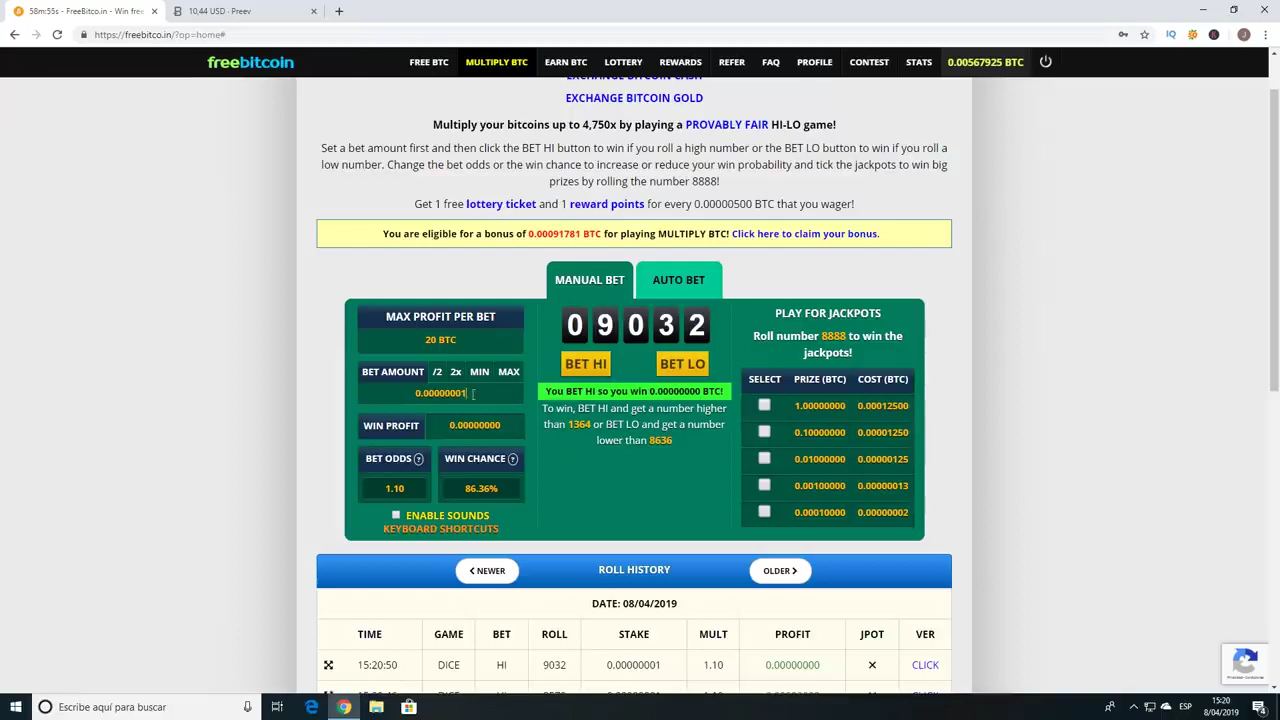 58m:55s - FreeBitco.in - Win free
10,44 USD - Preev
https://freebitco.in/?op=home#
freebitcoin
FREE BTC
MULTIPLY BTC
EARN BTC
LOTTERY
REWARDS
REFER
FAQ
PROFILE
CONTEST
STATS
0.00567925 BTC
EXCHANGE BITCOIN CASH
EXCHANGE BITCOIN GOLD
Multiply your bitcoins up to 4,750x by playing a PROVABLY FAIR HI-LO game!
Set a bet amount first and then click the BET HI button to win if you roll a high number or the BET LO button to win if you roll a
low number. Change the bet odds or the win chance to increase or reduce your win probability and tick the jackpots to win big
prizes by rolling the number 8888!
Get 1 free lottery ticket and 1 reward points for every 0.00000500 BTC that you wager!
You are eligible for a bonus of 0.00091781 BTC for playing MULTIPLY BTC! Click here to claim your bonus.
MANUAL BET
AUTO BET
MAX PROFIT PER BET
20 BTC
BET AMOUNT
/2
2x
MIN
MAX
0.00000001
WIN PROFIT
0.00000000
BET ODDS ?
WIN CHANCE ?
1.10
86.36%
ENABLE SOUNDS
KEYBOARD SHORTCUTS
0 9 0 3 2
BET HI
BET LO
You BET HI so you win 0.00000000 BTC!
To win, BET HI and get a number higher
than 1364 or BET LO and get a number
lower than 8636
PLAY FOR JACKPOTS
Roll number 8888 to win the
jackpots!
SELECT
PRIZE (BTC)
COST (BTC)
1.00000000
0.00012500
0.10000000
0.00001250
0.01000000
0.00000125
0.00100000
0.00000013
0.00010000
0.00000002
NEWER
ROLL HISTORY
OLDER
DATE: 08/04/2019
TIME
GAME
BET
ROLL
STAKE
MULT
PROFIT
JPOT
VER
15:20:50
DICE
HI
9032
0.00000001
1.10
0.00000000
CLICK
Escribe aquí para buscar
ESP
15:20
8/04/2019